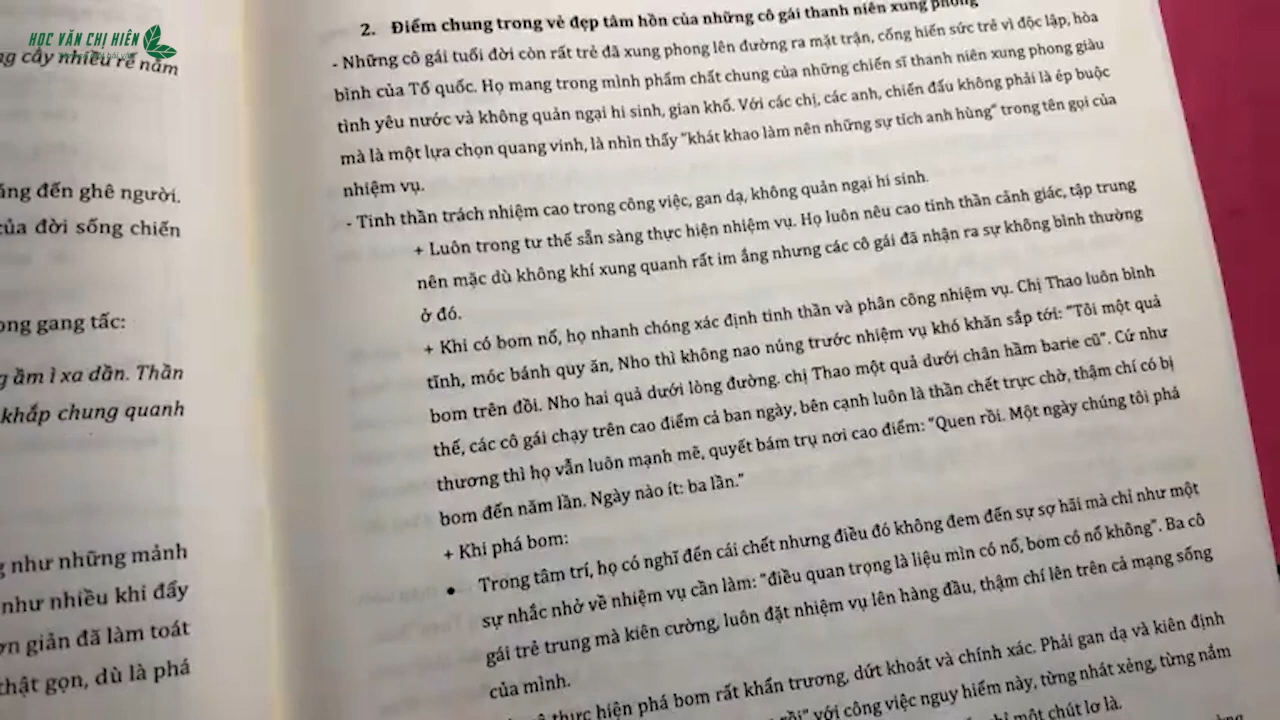 HỌC VĂN CHỊ HIÊN
ng cây nhiều rễ nằm
áng đến ghê người.
của đời sống chiến
ong gang tấc:
g ầm ì xa dần. Thần
khắp chung quanh
g như những mảnh
như nhiều khi đấy
ơn giản đã làm toát
thật gọn, dù là phá
2. Điểm chung trong vẻ đẹp tâm hồn của những cô gái thanh niên xung phong
- Những cô gái tuổi đời còn rất trẻ đã xung phong lên đường ra mặt trận, cống hiến sức trẻ vì độc lập, hòa
bình của Tổ quốc. Họ mang trong mình phẩm chất chung của những chiến sĩ thanh niên xung phong giàu
tình yêu nước và không quản ngại hi sinh, gian khổ. Với các chị, các anh, chiến đấu không phải là ép buộc
mà là một lựa chọn quang vinh, là nhìn thấy “khát khao làm nên những sự tích anh hùng” trong tên gọi của
nhiệm vụ.
- Tinh thần trách nhiệm cao trong công việc, gan dạ, không quản ngại hi sinh.
+ Luôn trong tư thế sẵn sàng thực hiện nhiệm vụ. Họ luôn nêu cao tinh thần cảnh giác, tập trung
nên mặc dù không khí xung quanh rất im ắng nhưng các cô gái đã nhận ra sự không bình thường
ở đó.
+ Khi có bom nổ, họ nhanh chóng xác định tinh thần và phân công nhiệm vụ. Chị Thao luôn bình
tĩnh, móc bánh quy ăn, Nho thì không nao núng trước nhiệm vụ khó khăn sắp tới: “Tôi một quả
bom trên đồi. Nho hai quả dưới lòng đường. chị Thao một quả dưới chân hầm barie cũ”. Cứ như
thế, các cô gái chạy trên cao điểm cả ban ngày, bên cạnh luôn là thần chết trực chờ, thậm chí có bị
thương thì họ vẫn luôn mạnh mẽ, quyết bám trụ nơi cao điểm: “Quen rồi. Một ngày chúng tôi phá
bom đến năm lần. Ngày nào ít: ba lần.”
+ Khi phá bom:
• Trong tâm trí, họ có nghĩ đến cái chết nhưng điều đó không đem đến sự sợ hãi mà chỉ như một
sự nhắc nhở về nhiệm vụ cần làm: “điều quan trọng là liệu mìn có nổ, bom có nổ không”. Ba cô
gái trẻ trung mà kiên cường, luôn đặt nhiệm vụ lên hàng đầu, thậm chí lên trên cả mạng sống
của mình.
thực hiện phá bom rất khẩn trương, dứt khoát và chính xác. Phải gan dạ và kiên định
rồi” với công việc nguy hiểm này, từng nhát xẻng, từng nắm
một chút lơ là.